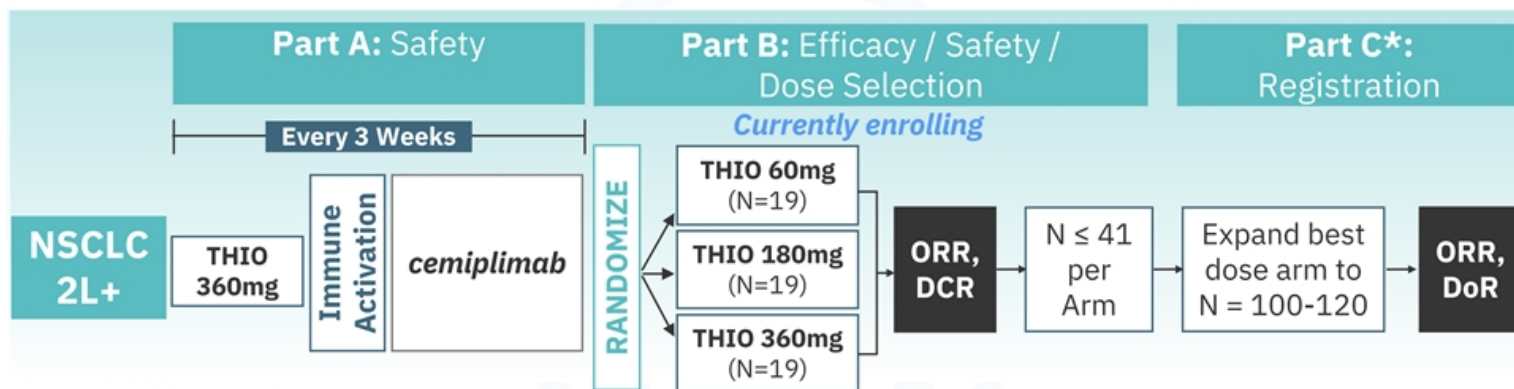 Part A: Safety
Part B: Efficacy / Safety /
Dose Selection
Part C*:
Registration
Every 3 Weeks
Currently enrolling
NSCLC
2L+
THIO
360mg
Immune
Activation
cemiplimab
RANDOMIZE
THIO 60mg
(N=19)
THIO 180mg
(N=19)
THIO 360mg
(N=19)
ORR,
DCR
N ≤ 41
per
Arm
Expand best
dose arm to
N = 100-120
ORR,
DoR